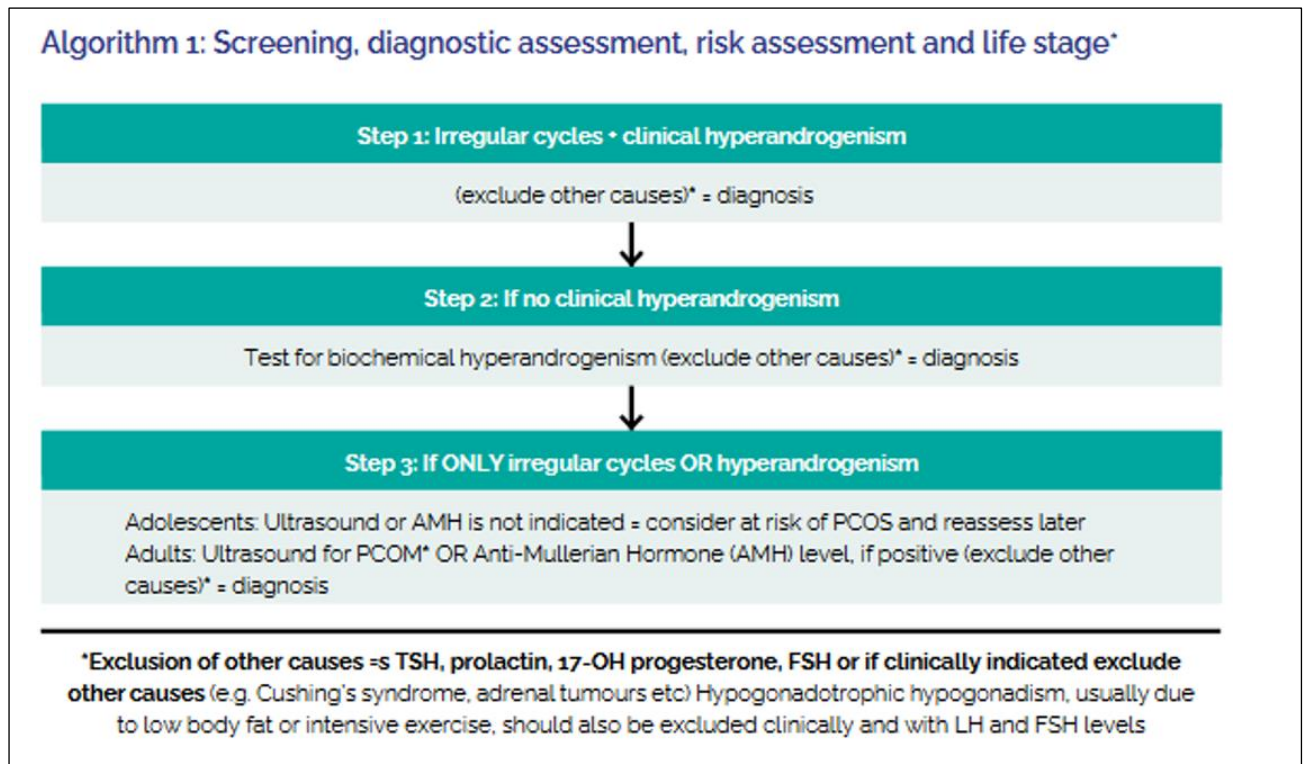 Algorithm 1: Screening, diagnostic assessment, risk assessment and life stage*
Step 1: Irregular cycles + clinical hyperandrogenism
(exclude other causes)* = diagnosis
Step 2: If no clinical hyperandrogenism
Test for biochemical hyperandrogenism (exclude other causes)* = diagnosis
Step 3: If ONLY irregular cycles OR hyperandrogenism
Adolescents: Ultrasound or AMH is not indicated = consider at risk of PCOS and reassess later
Adults: Ultrasound for PCOM* OR Anti-Mullerian Hormone (AMH) level, if positive (exclude other
causes)* = diagnosis
*Exclusion of other causes =s TSH, prolactin, 17-OH progesterone, FSH or if clinically indicated exclude
other causes (e.g. Cushing's syndrome, adrenal tumours etc) Hypogonadotrophic hypogonadism, usually due
to low body fat or intensive exercise, should also be excluded clinically and with LH and FSH levels